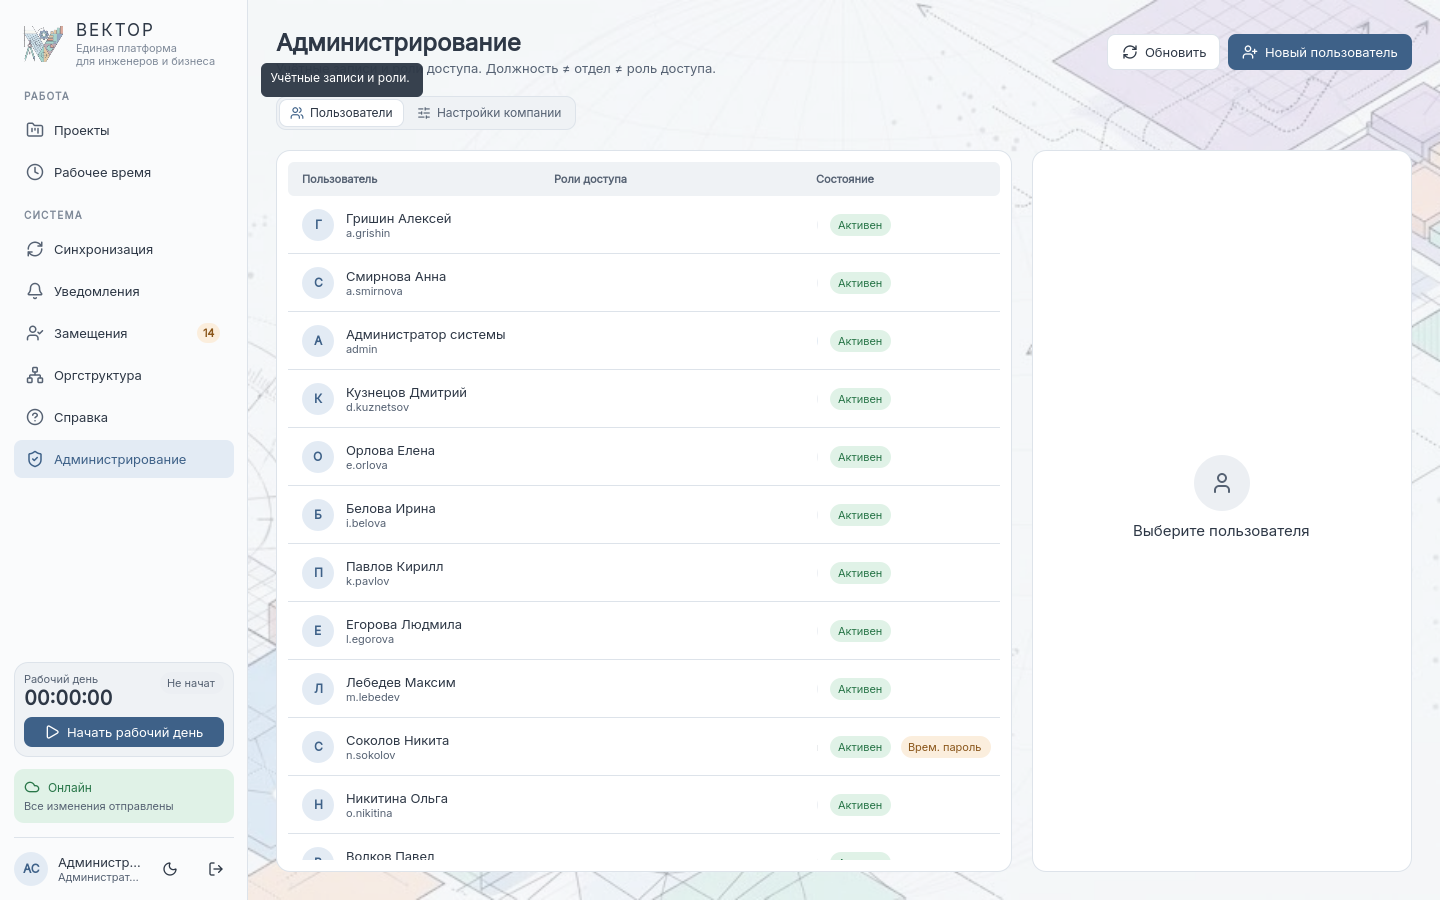 ВЕКТОР
Единая платформа
для инженеров и бизнеса
РАБОТА
Проекты
Рабочее время
СИСТЕМА
Синхронизация
Уведомления
Замещения 14
Оргструктура
Справка
Администрирование
Рабочий день
Не начат
00:00:00
Начать рабочий день
Онлайн
Все изменения отправлены
АС
Администр...
Администрат...
Администрирование
доступа. Должность ≠ отдел ≠ роль доступа.
Учётные записи и роли.
Обновить
Новый пользователь
Пользователи
Настройки компании
Пользователь Роли доступа Состояние
Г Гришин Алексей Активен
a.grishin
С Смирнова Анна Активен
a.smirnova
А Администратор системы Активен
admin
К Кузнецов Дмитрий Активен
d.kuznetsov
О Орлова Елена Активен
e.orlova
Б Белова Ирина Активен
i.belova
П Павлов Кирилл Активен
k.pavlov
Е Егорова Людмила Активен
l.egorova
Л Лебедев Максим Активен
m.lebedev
С Соколов Никита Активен Врем. пароль
n.sokolov
Н Никитина Ольга Активен
o.nikitina
Волков Павел
Выберите пользователя